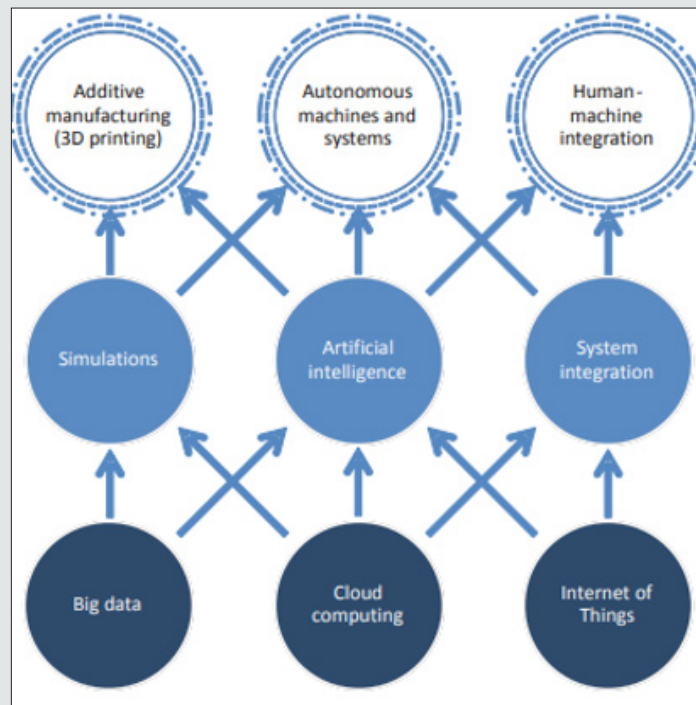 Additive
manufacturing
(3D printing)
Autonomous
machines and
systems
Human-
machine
integration
Simulations
Artificial
intelligence
System
integration
Big data
Cloud
computing
Internet of
Things